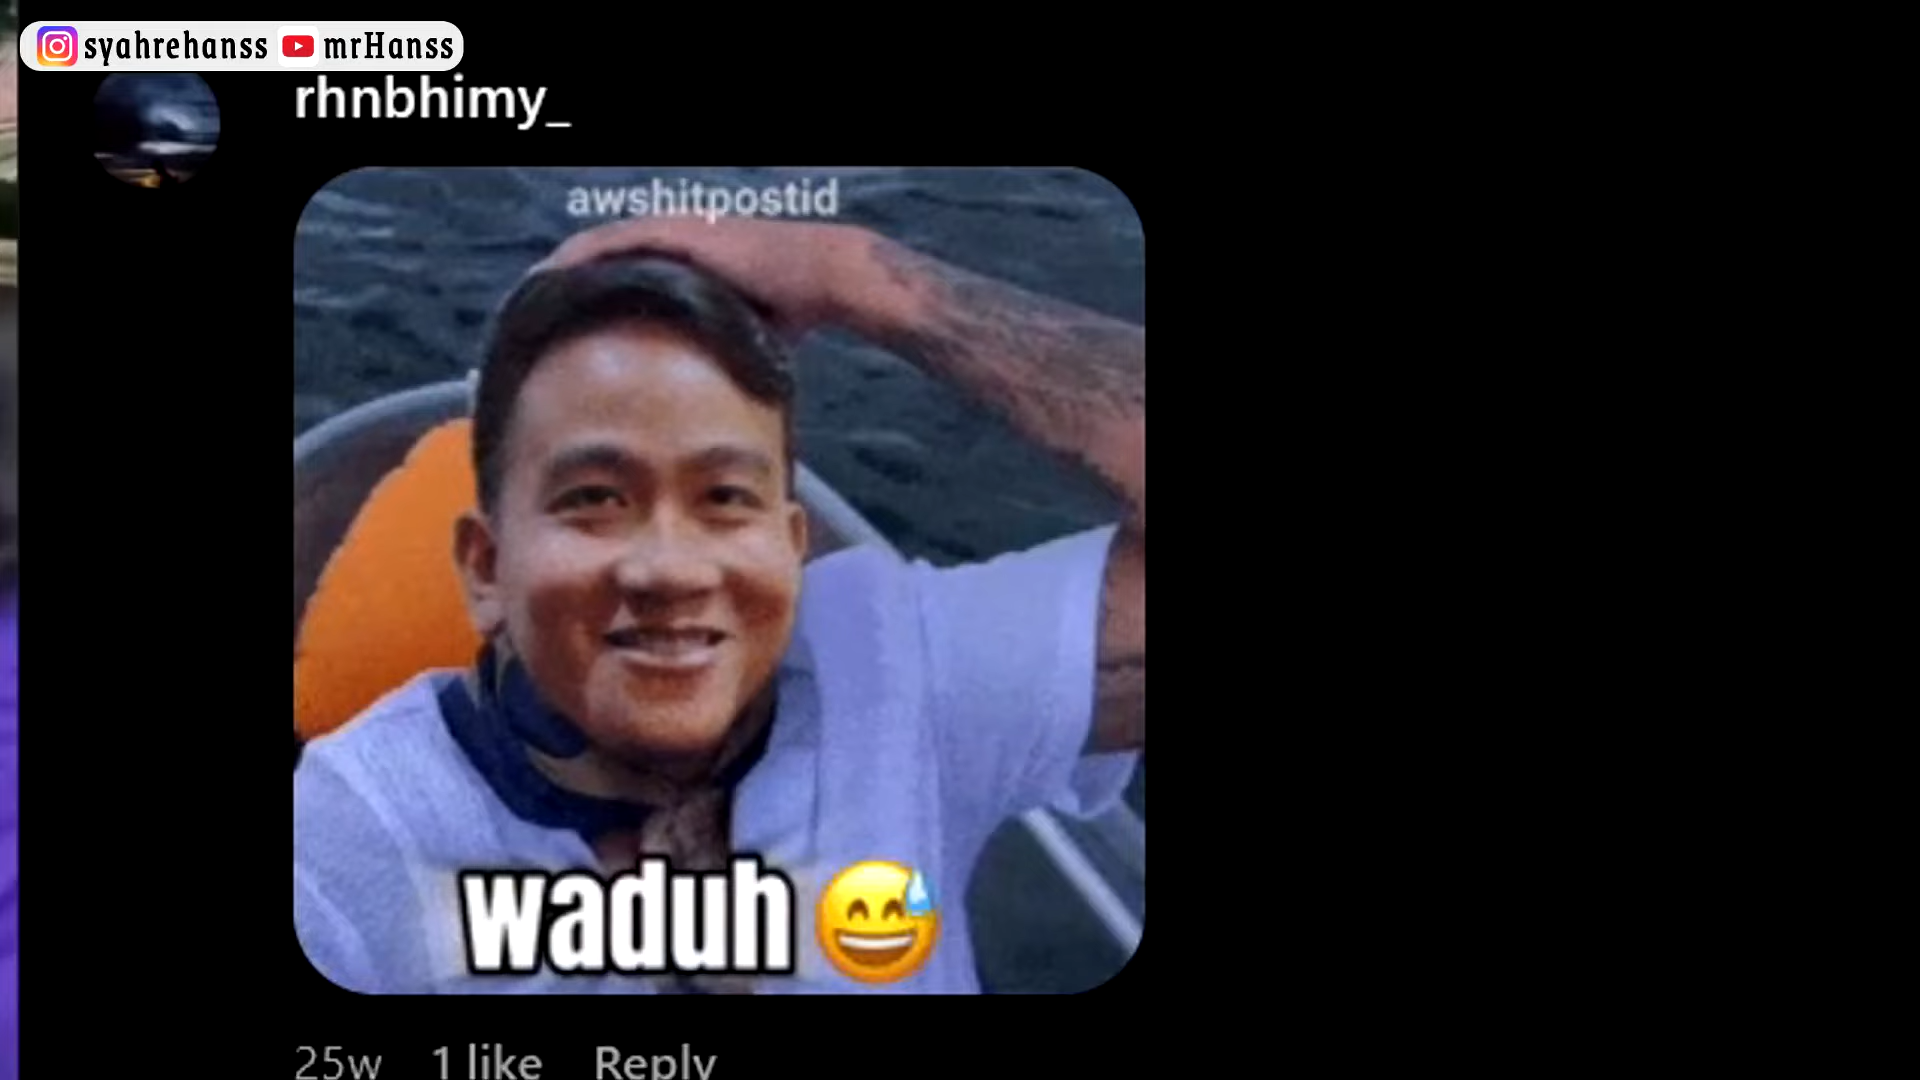 syahrehanss mrHanss
rhnbhimy_
awshitpostid
waduh 😅
25w 1 like Reply